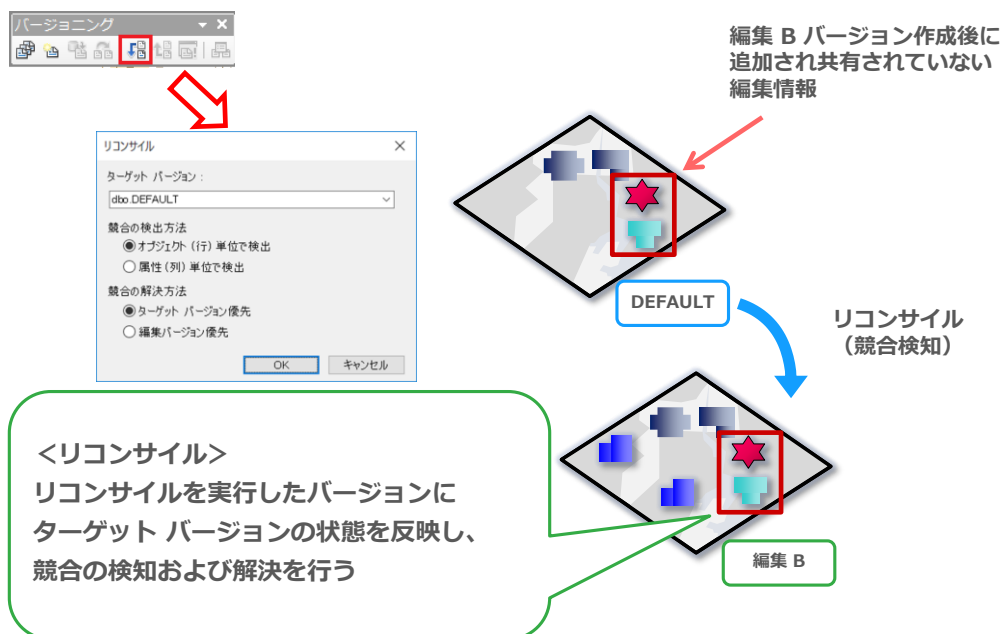 バージョニング
編集 B バージョン作成後に
追加され共有されていない
編集情報
リコンサイル
ターゲット バージョン :
dbo.DEFAULT
競合の検出方法
オブジェクト (行) 単位で検出
属性 (列) 単位で検出
競合の解決方法
ターゲット バージョン優先
編集バージョン優先
OK
キャンセル
DEFAULT
リコンサイル
（競合検知）
＜リコンサイル＞
リコンサイルを実行したバージョンに
ターゲット バージョンの状態を反映し、
競合の検知および解決を行う
編集 B